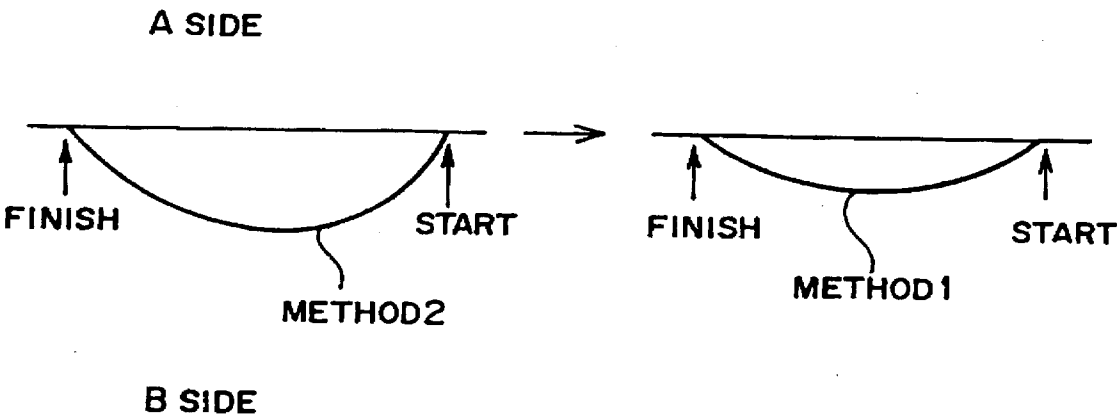 A SIDE
FINISH
START
METHOD2
FINISH
START
METHOD1
B SIDE